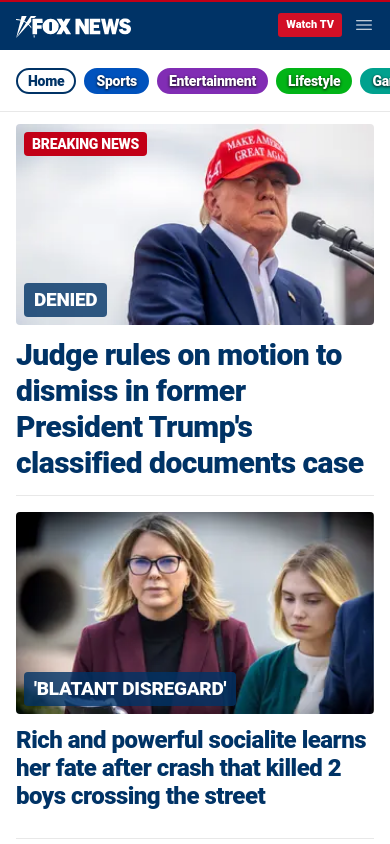 FOX NEWS
Watch TV
Home
Sports
Entertainment
Lifestyle
BREAKING NEWS
MAKE AMERICA
GREAT AGAIN
DENIED
Judge rules on motion to
dismiss in former
President Trump's
classified documents case
'BLATANT DISREGARD'
Rich and powerful socialite learns
her fate after crash that killed 2
boys crossing the street